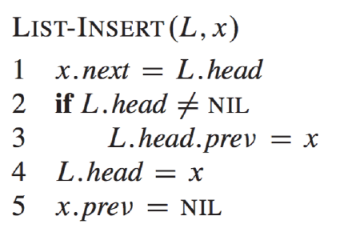 LIST-INSERT(L, x)
1 x.next = L.head
2 if L.head ≠ NIL
3 L.head.prev = x
4 L.head = x
5 x.prev = NIL